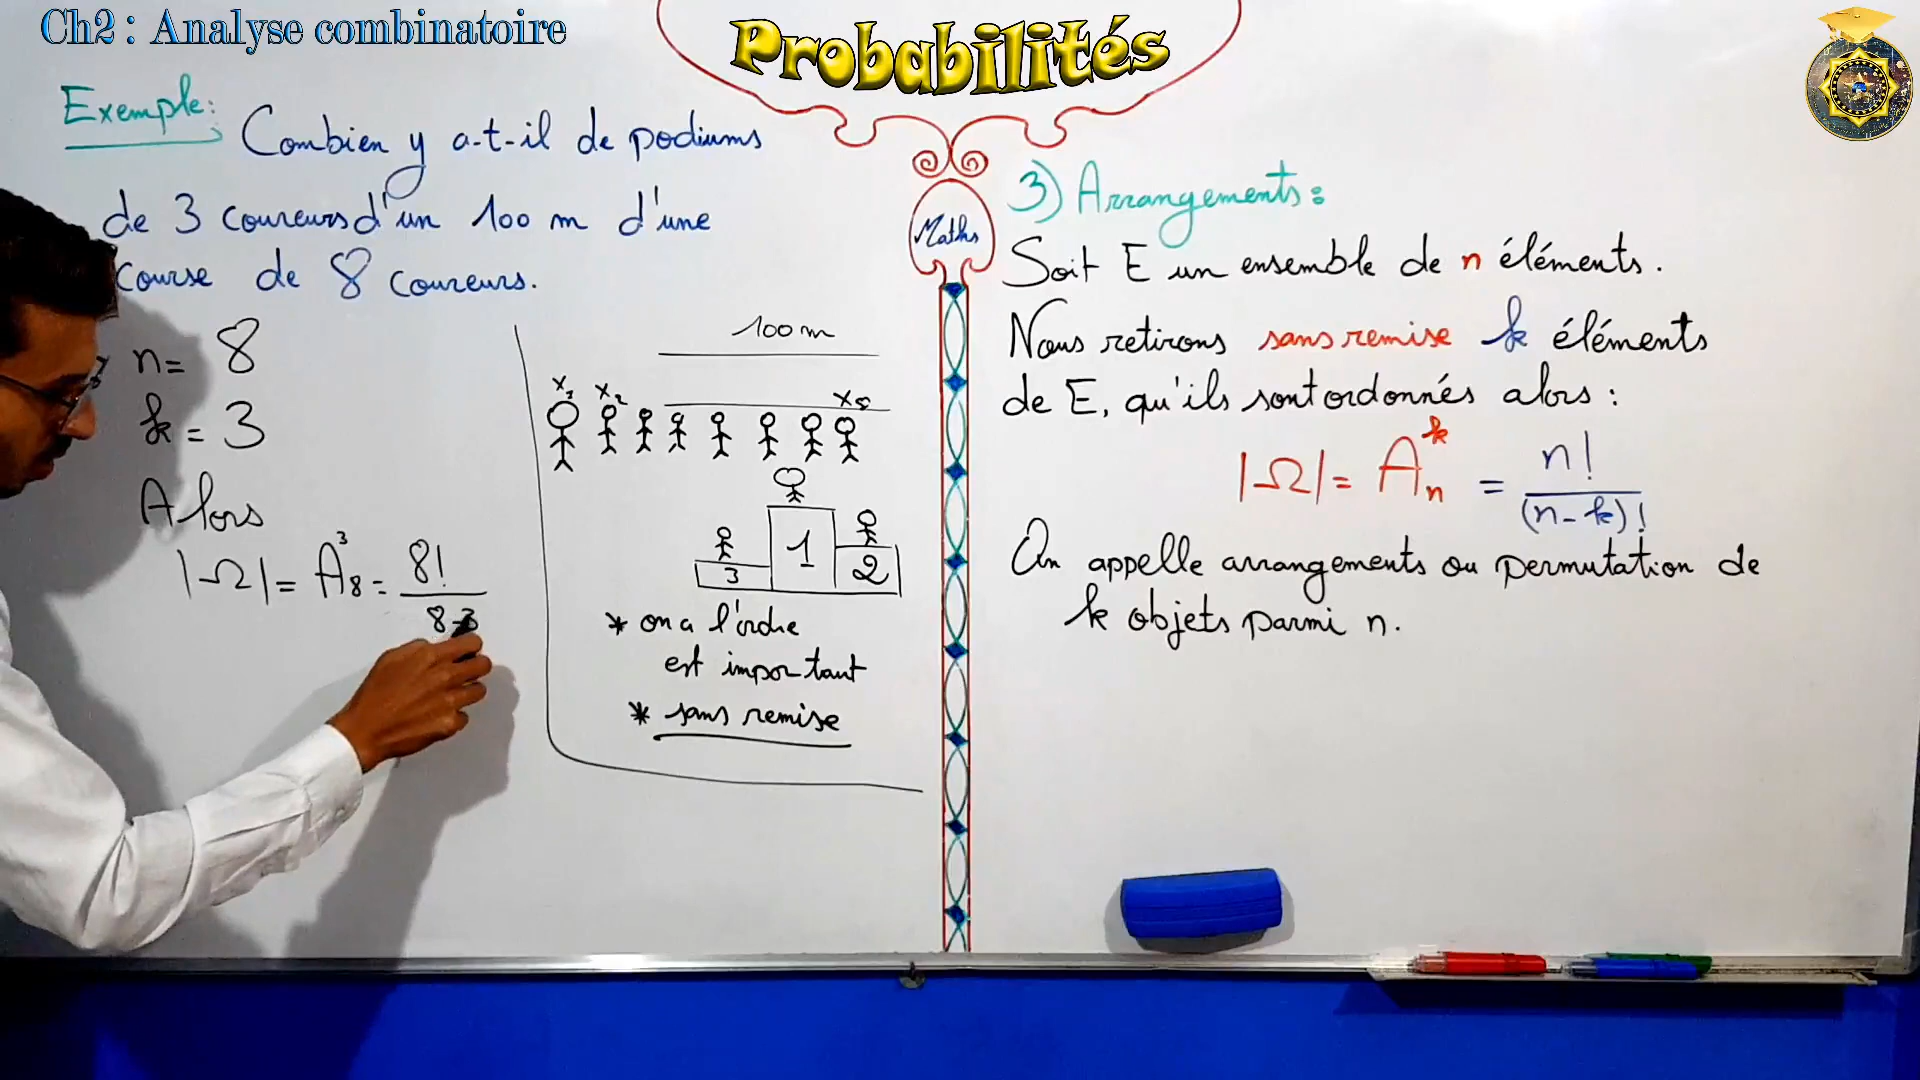 Ch2 : Analyse combinatoire
Probabilités
Exemple:
Combien y a-t-il de podiums
de 3 coureurs d'un 100 m d'une
course de 8 coureurs.
n= 8
k = 3
Alors
|Ω| = A₈³ = 8!
8-3
100 m
x₁ x₂ x₈
1
3 2
* on a l'ordre
est important
* sans remise
Maths
3) Arrangements:
Soit E un ensemble de n éléments.
Nous retirons sans remise k éléments
de E, qu'ils sont ordonnés alors :
|Ω| = Aₙᵏ = n!
(n-k)!
On appelle arrangements ou permutation de
k objets parmi n.